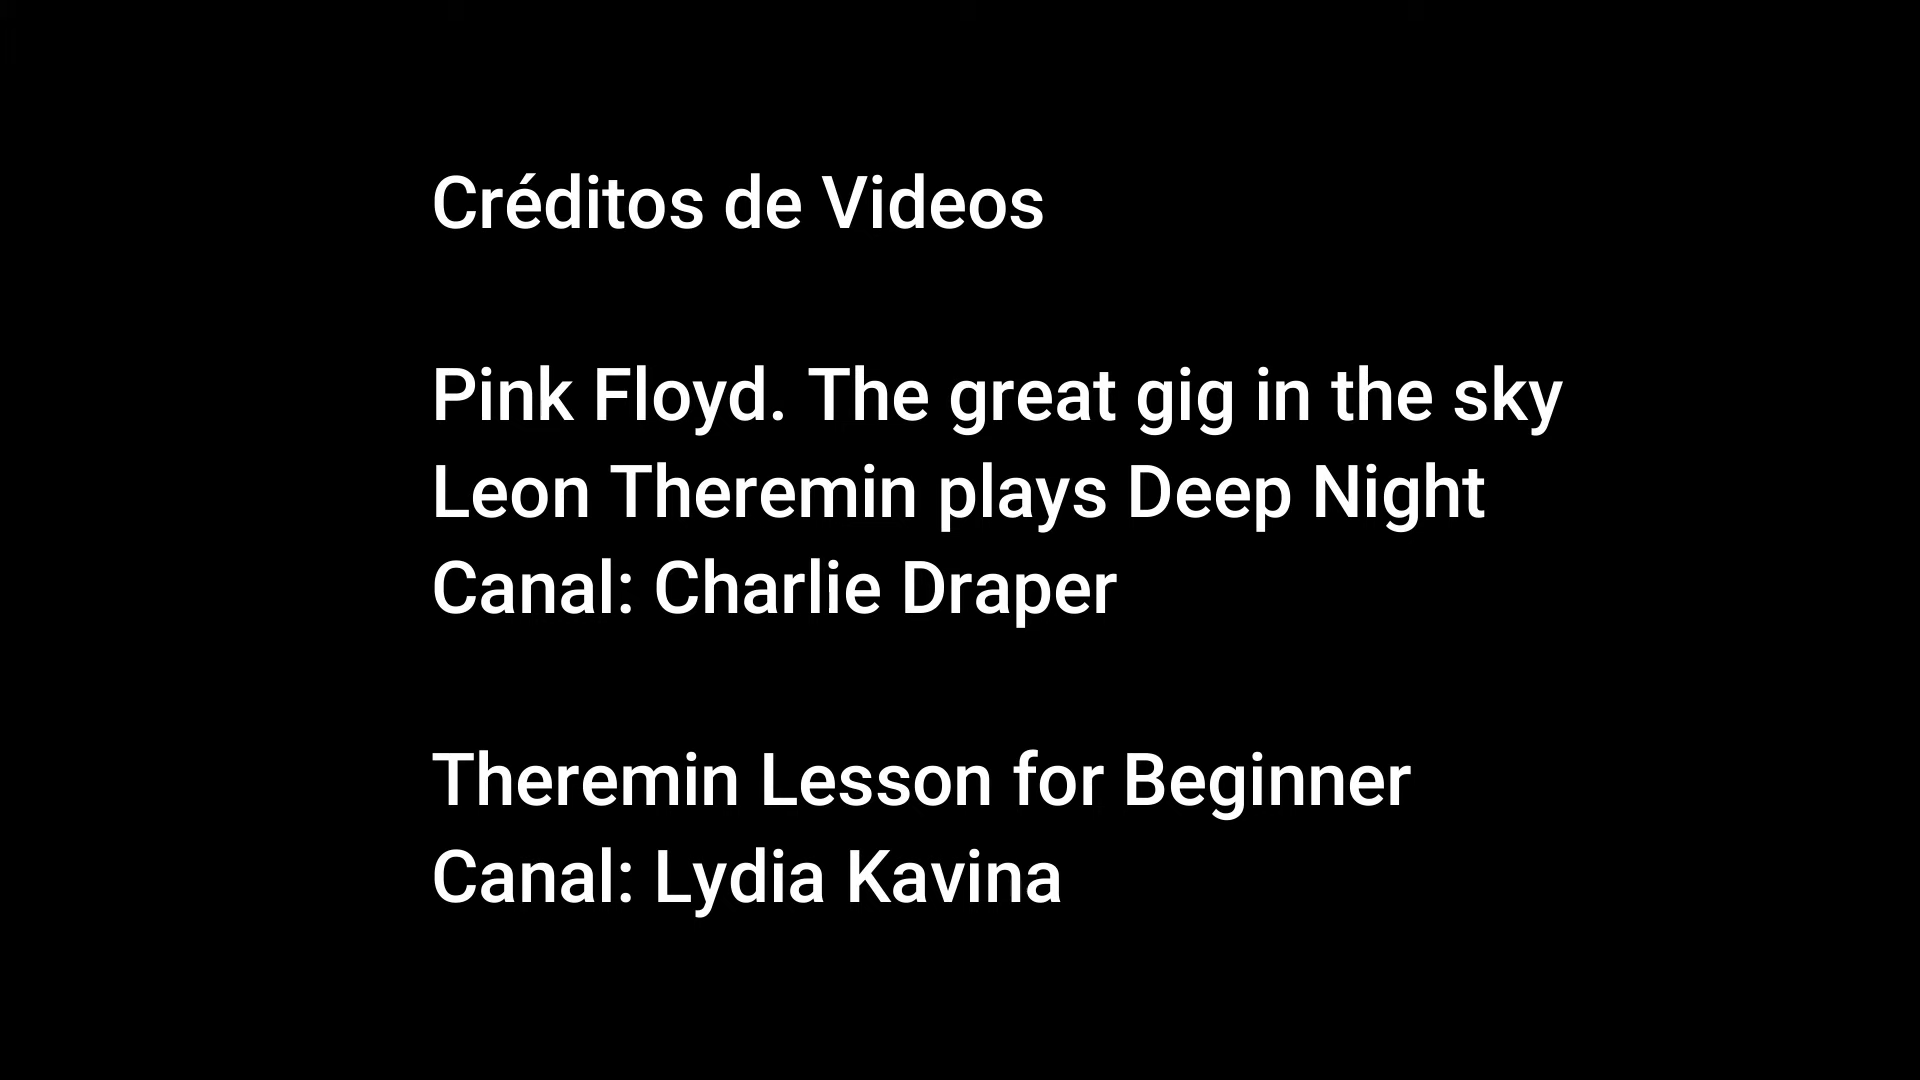 Créditos de Videos
Pink Floyd. The great gig in the sky
Leon Theremin plays Deep Night
Canal: Charlie Draper
Theremin Lesson for Beginner
Canal: Lydia Kavina